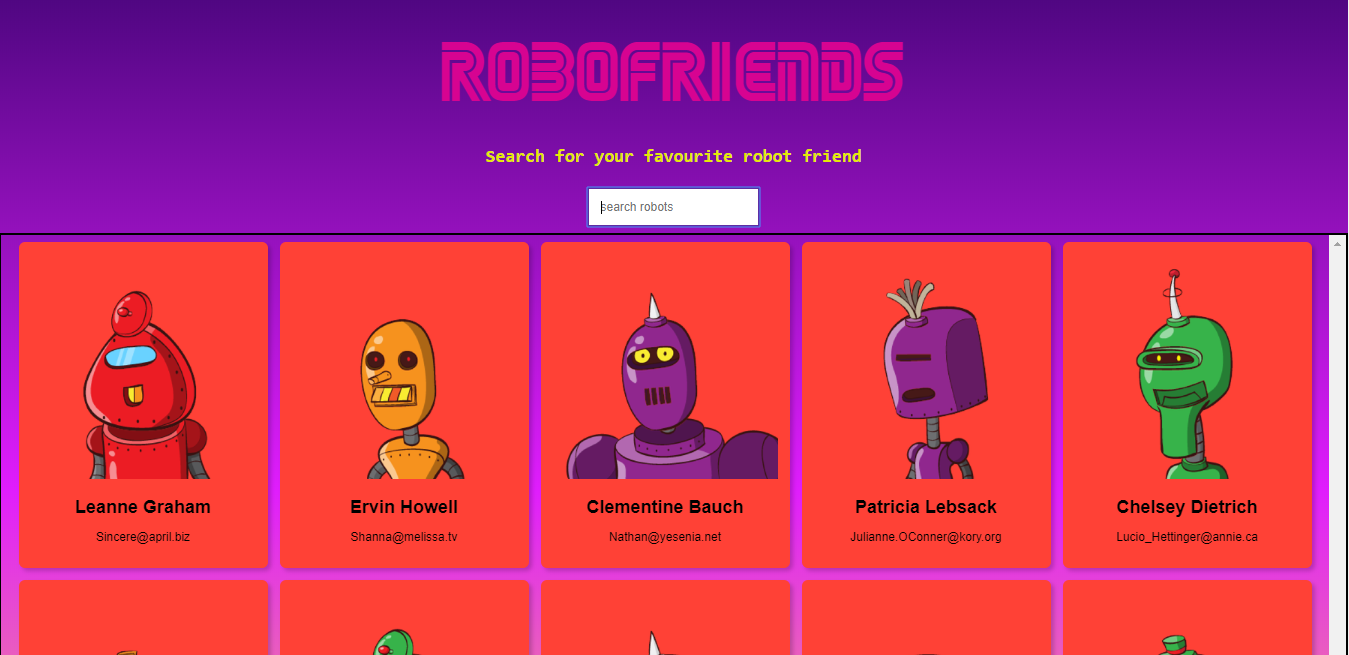 ROBOFRIENDS
Search for your favourite robot friend
search robots
Leanne Graham
Sincere@april.biz
Ervin Howell
Shanna@melissa.tv
Clementine Bauch
Nathan@yesenia.net
Patricia Lebsack
Julianne.OConner@kory.org
Chelsey Dietrich
Lucio_Hettinger@annie.ca